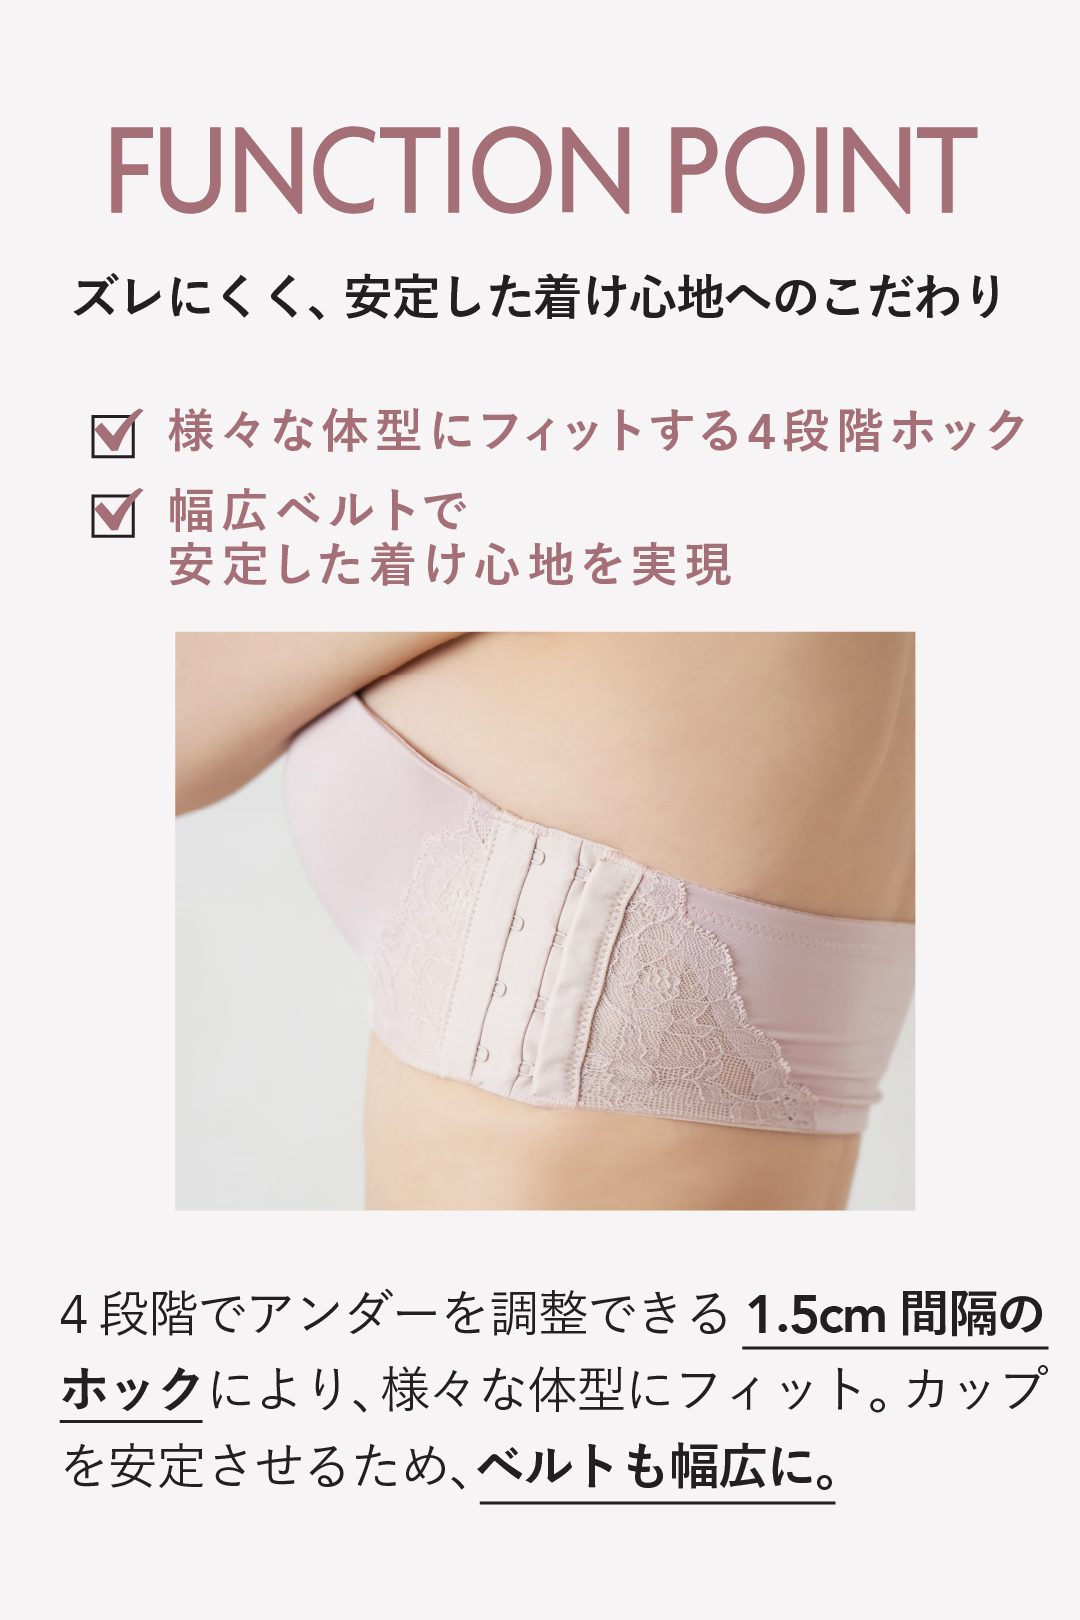 FUNCTION POINT
ズレにくく、安定した着け心地へのこだわり
様々な体型にフィットする4段階ホック
幅広ベルトで
安定した着け心地を実現
4段階でアンダーを調整できる1.5cm間隔の
ホックにより、様々な体型にフィット。カップ
を安定させるため、ベルトも幅広に。